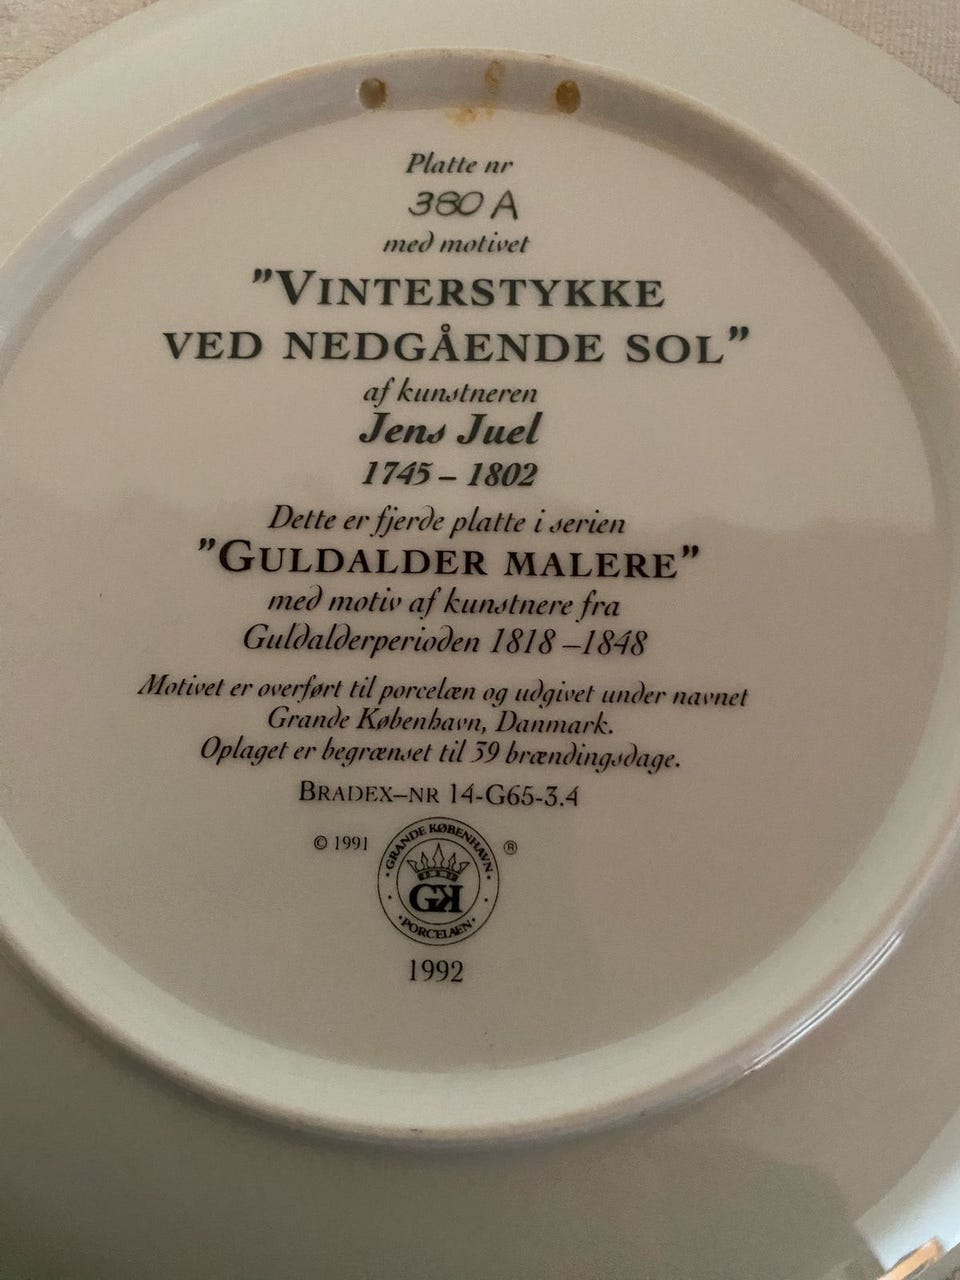 Platte nr
380 A
med motivet
"VINTERSTYKKE
VED NEDGÅENDE SOL"
af kunstneren
Jens Juel
1745 – 1802
Dette er fjerde platte i serien
"GULDALDER MALERE"
med motiv af kunstnere fra
Guldalderperioden 1818 –1848
Motivet er overført til porcelæn og udgivet under navnet
Grande København, Danmark.
Oplaget er begrænset til 39 brændingsdage.
BRADEX–NR 14-G65-3.4
© 1991
GRANDE KØBENHAVN
®
GK
PORCELAEN
1992